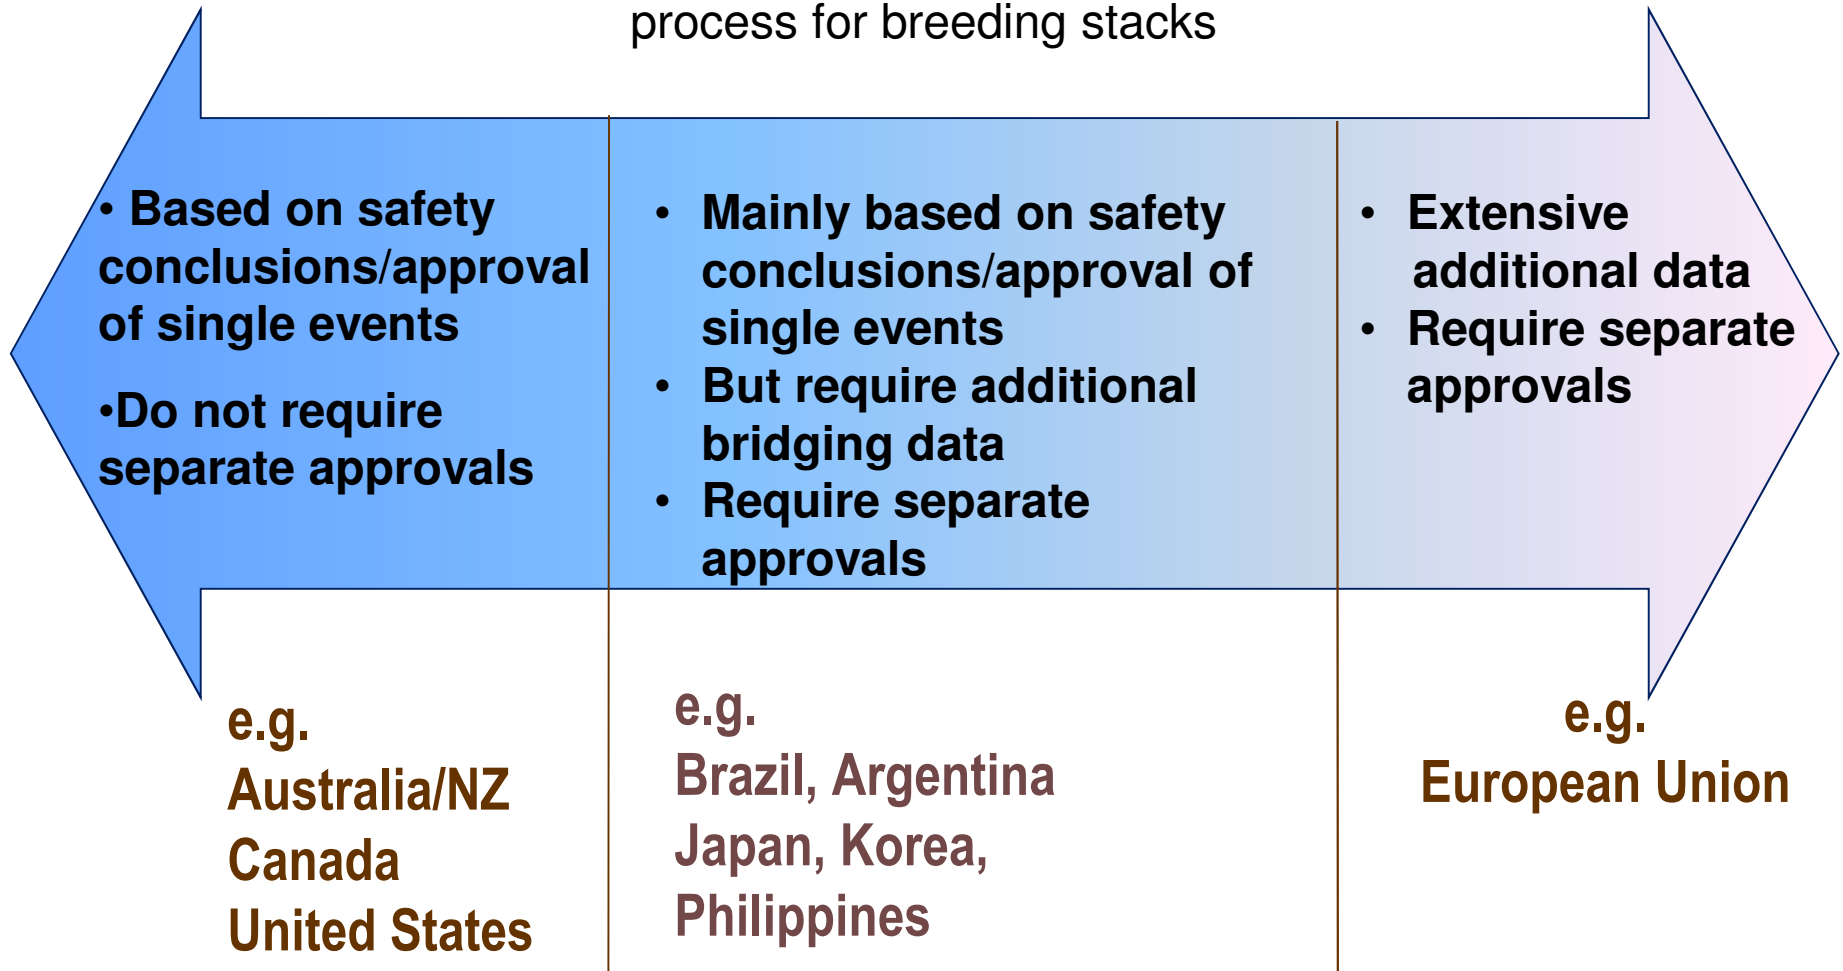 process for breeding stacks
• Based on safety
conclusions/approval
of single events
•Do not require
separate approvals
• Mainly based on safety
conclusions/approval of
single events
• But require additional
bridging data
• Require separate
approvals
• Extensive
additional data
• Require separate
approvals
e.g.
Australia/NZ
Canada
United States
e.g.
Brazil, Argentina
Japan, Korea,
Philippines
e.g.
European Union